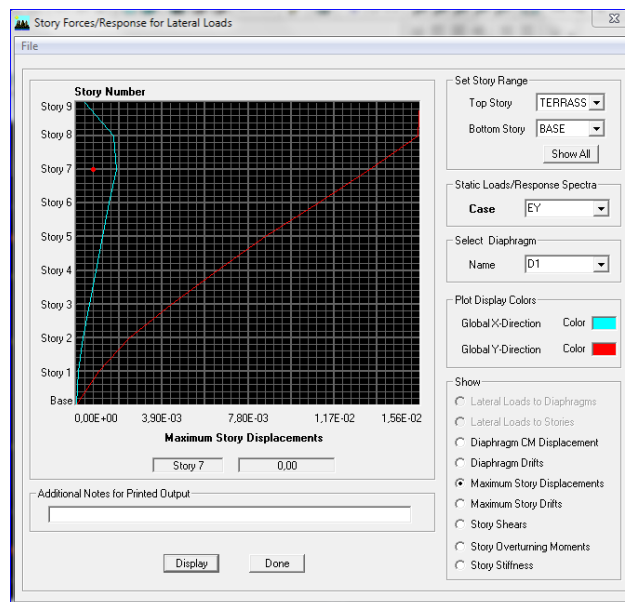 Story Forces/Response for Lateral Loads
File
Story Number
Story 9
Story 8
Story 7
Story 6
Story 5
Story 4
Story 3
Story 2
Story 1
Base
0,00E+00 3,90E-03 7,80E-03 1,17E-02 1,56E-02
Maximum Story Displacements
Story 7 0,00
Additional Notes for Printed Output
Display Done
Set Story Range
Top Story TERRASS
Bottom Story BASE
Show All
Static Loads/Response Spectra
Case EY
Select Diaphragm
Name D1
Plot Display Colors
Global X-Direction Color
Global Y-Direction Color
Show
Lateral Loads to Diaphragms
Lateral Loads to Stories
Diaphragm CM Displacement
Diaphragm Drifts
Maximum Story Displacements
Maximum Story Drifts
Story Shears
Story Overturning Moments
Story Stiffness